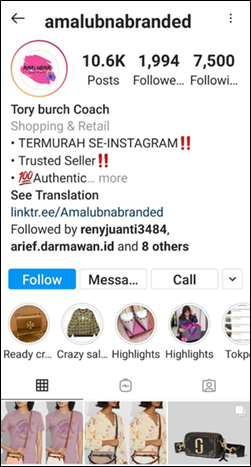 amalubnabranded
AMALUBNA
10.6K 1,994 7,500
Posts Followe... Followi...
Tory burch Coach
Shopping & Retail
• TERMURAH SE-INSTAGRAM‼️
• Trusted Seller‼️
• 💯Authentic... more
See Translation
linktr.ee/Amalubnabranded
Followed by renyjuanti3484,
arief.darmawan.id and 8 others
Follow Messa... Call
Ready cr... Crazy sal... Highlights Highlights Tokp